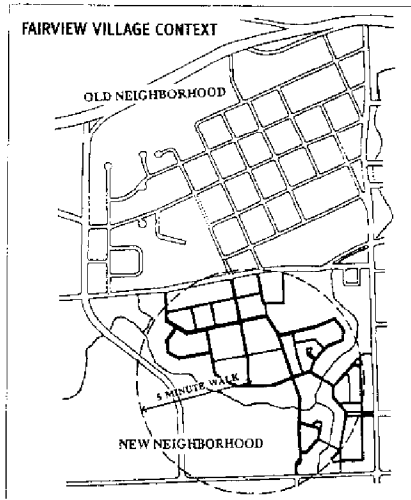 FAIRVIEW VILLAGE CONTEXT
OLD NEIGHBORHOOD
5 MINUTE WALK
NEW NEIGHBORHOOD